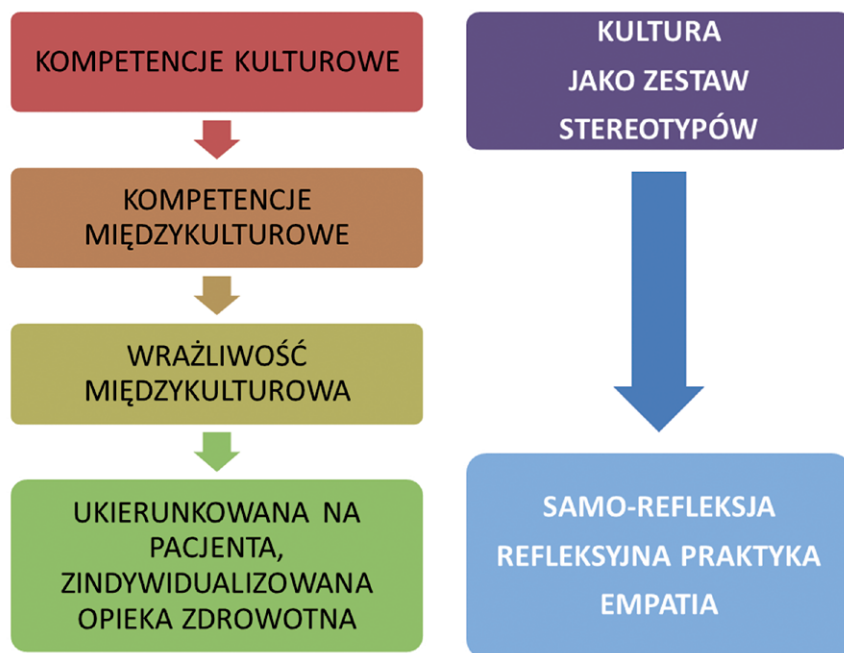 KOMPETENCJE KULTUROWE
KOMPETENCJE
MIĘDZYKULTUROWE
WRAŻLIWOŚĆ
MIĘDZYKULTUROWA
UKIERUNKOWANA NA
PACJENTA,
ZINDYWIDUALIZOWANA
OPIEKA ZDROWOTNA
KULTURA
JAKO ZESTAW
STEREOTYPÓW
SAMO-REFLEKSJA
REFLEKSYJNA PRAKTYKA
EMPATIA